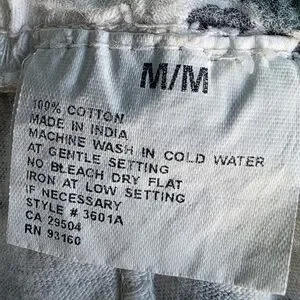 M/M
100% COTTON
MADE IN INDIA
MACHINE WASH IN COLD WATER
AT GENTLE SETTING
NO BLEACH DRY FLAT
IRON AT LOW SETTING
IF NECESSARY
STYLE # 3601A
CA 29504
RN 93160